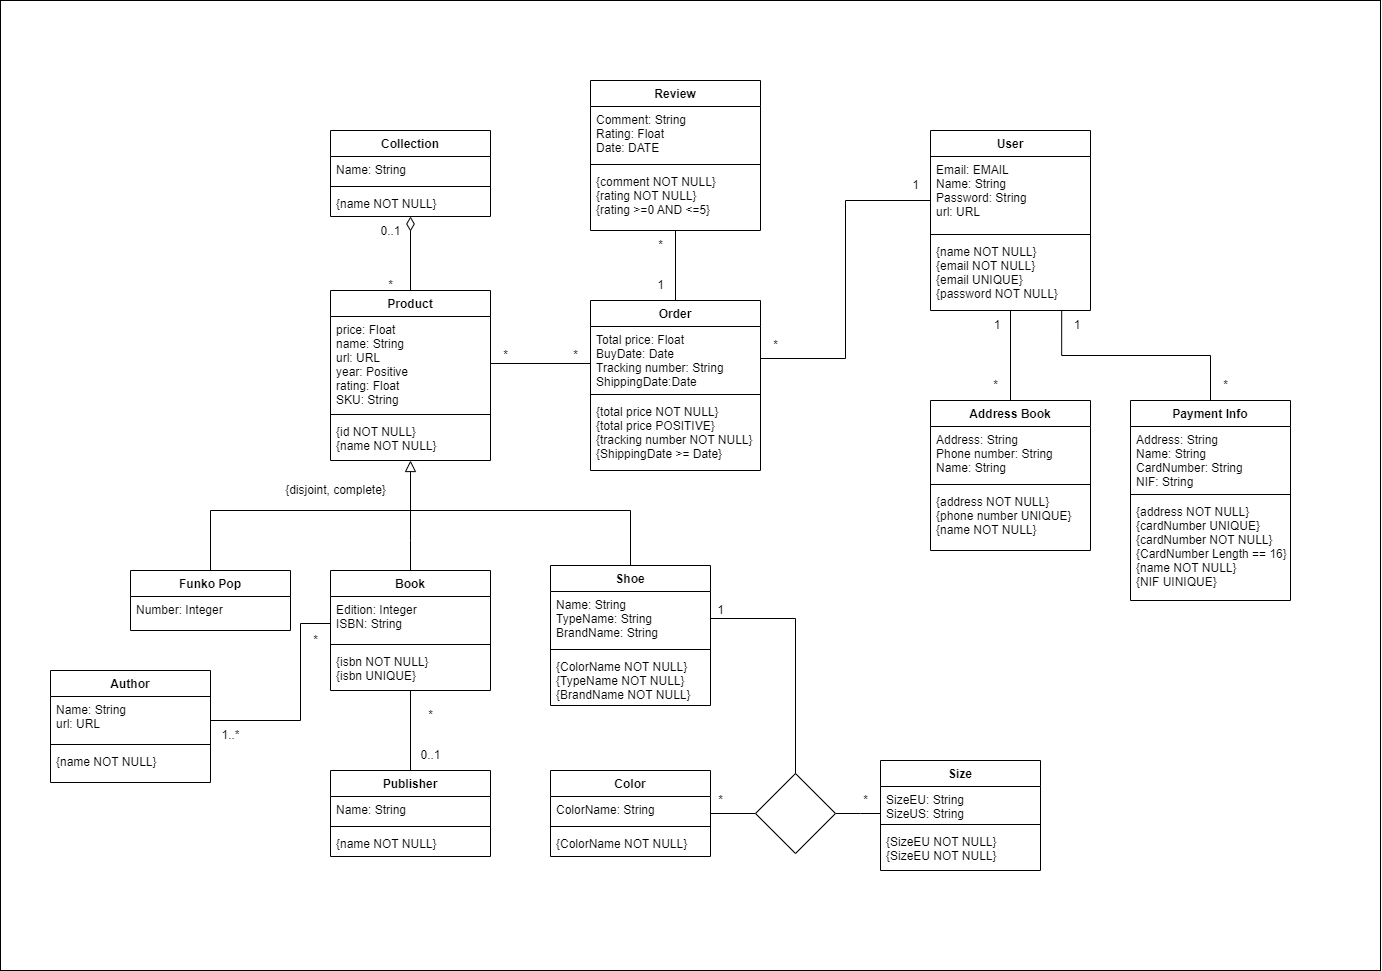 Review
Comment: String
Rating: Float
Date: DATE
{comment NOT NULL}
{rating NOT NULL}
{rating >=0 AND <=5}
*
1
Collection
Name: String
{name NOT NULL}
0..1
*
User
Email: EMAIL
Name: String
Password: String
url: URL
{name NOT NULL}
{email NOT NULL}
{email UNIQUE}
{password NOT NULL}
1
*
1
*
1
*
Product
price: Float
name: String
url: URL
year: Positive
rating: Float
SKU: String
{id NOT NULL}
{name NOT NULL}
*
*
Order
Total price: Float
BuyDate: Date
Tracking number: String
ShippingDate:Date
{total price NOT NULL}
{total price POSITIVE}
{tracking number NOT NULL}
{ShippingDate >= Date}
Address Book
Address: String
Phone number: String
Name: String
{address NOT NULL}
{phone number UNIQUE}
{name NOT NULL}
Payment Info
Address: String
Name: String
CardNumber: String
NIF: String
{address NOT NULL}
{cardNumber UNIQUE}
{cardNumber NOT NULL}
{CardNumber Length == 16}
{name NOT NULL}
{NIF UINIQUE}
{disjoint, complete}
Funko Pop
Number: Integer
Book
Edition: Integer
ISBN: String
{isbn NOT NULL}
{isbn UNIQUE}
*
1..*
*
0..1
Shoe
Name: String
TypeName: String
BrandName: String
{ColorName NOT NULL}
{TypeName NOT NULL}
{BrandName NOT NULL}
1
Author
Name: String
url: URL
{name NOT NULL}
Publisher
Name: String
{name NOT NULL}
Color
ColorName: String
{ColorName NOT NULL}
*
*
Size
SizeEU: String
SizeUS: String
{SizeEU NOT NULL}
{SizeEU NOT NULL}